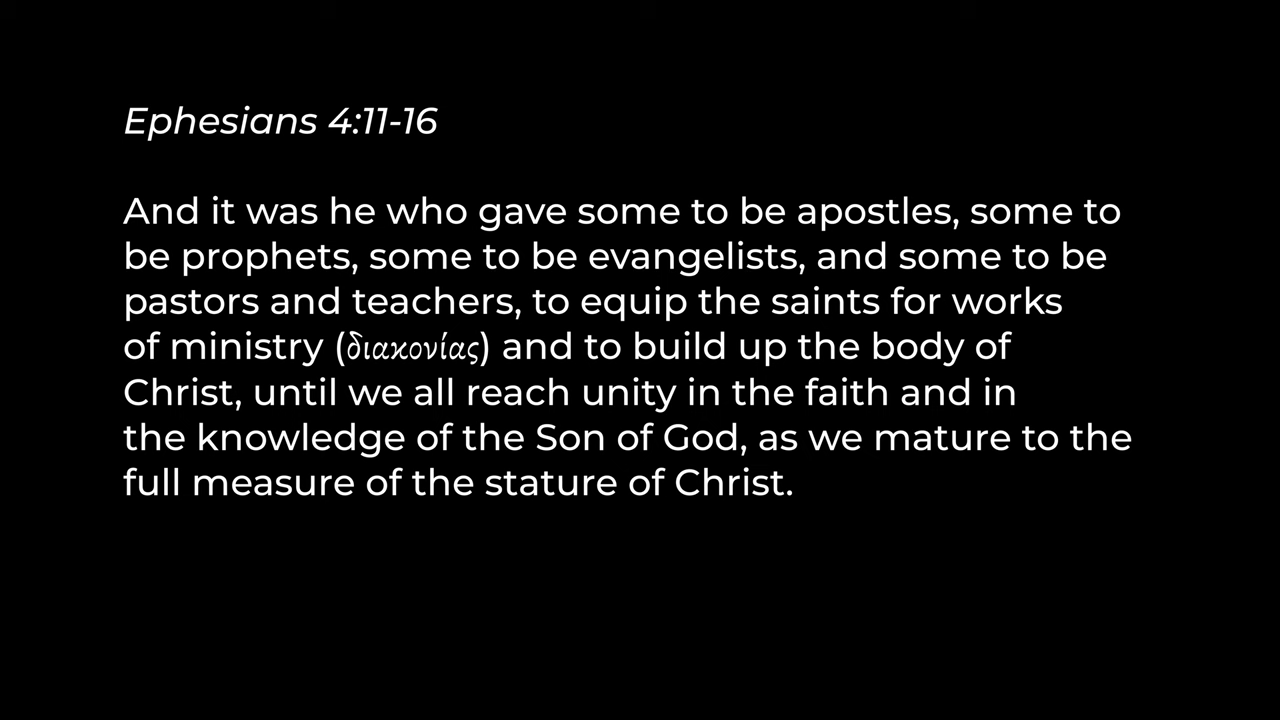 Ephesians 4:11-16
And it was he who gave some to be apostles, some to
be prophets, some to be evangelists, and some to be
pastors and teachers, to equip the saints for works
of ministry (διακονίας) and to build up the body of
Christ, until we all reach unity in the faith and in
the knowledge of the Son of God, as we mature to the
full measure of the stature of Christ.